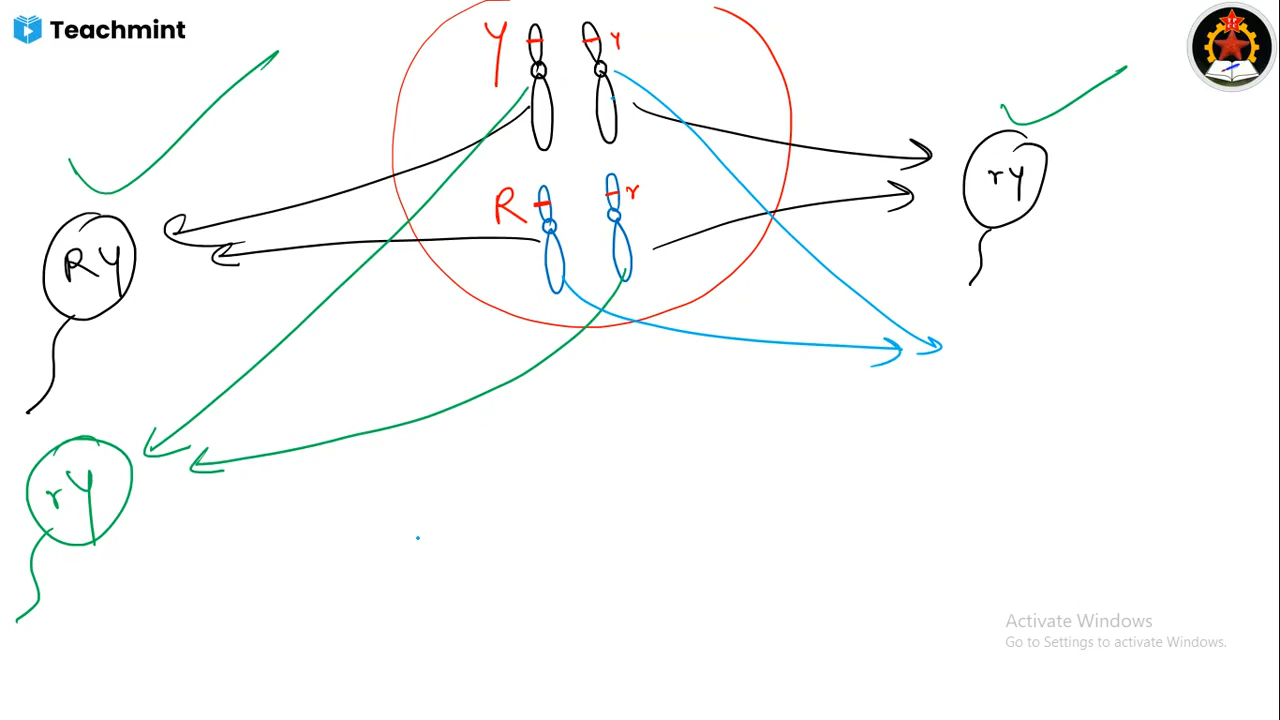 Teachmint
Y
Y
R
r
RY
rY
rY
Activate Windows
Go to Settings to activate Windows.